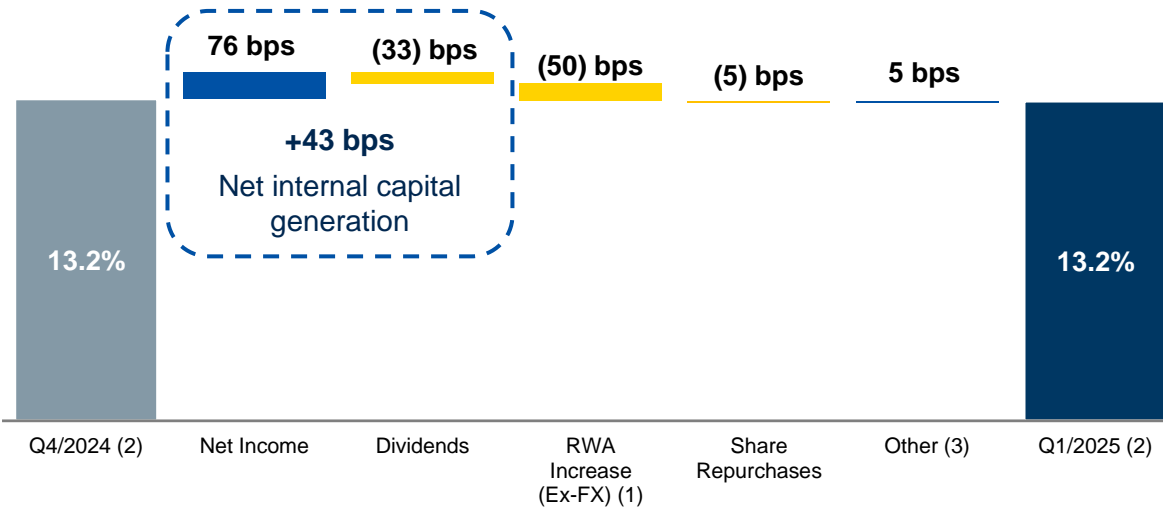 76 bps
(33) bps
(50) bps
(5) bps
5 bps
+43 bps
Net internal capital
generation
13.2%
13.2%
Q4/2024 (2)
Net Income
Dividends
RWA
Increase
(Ex-FX) (1)
Share
Repurchases
Other (3)
Q1/2025 (2)